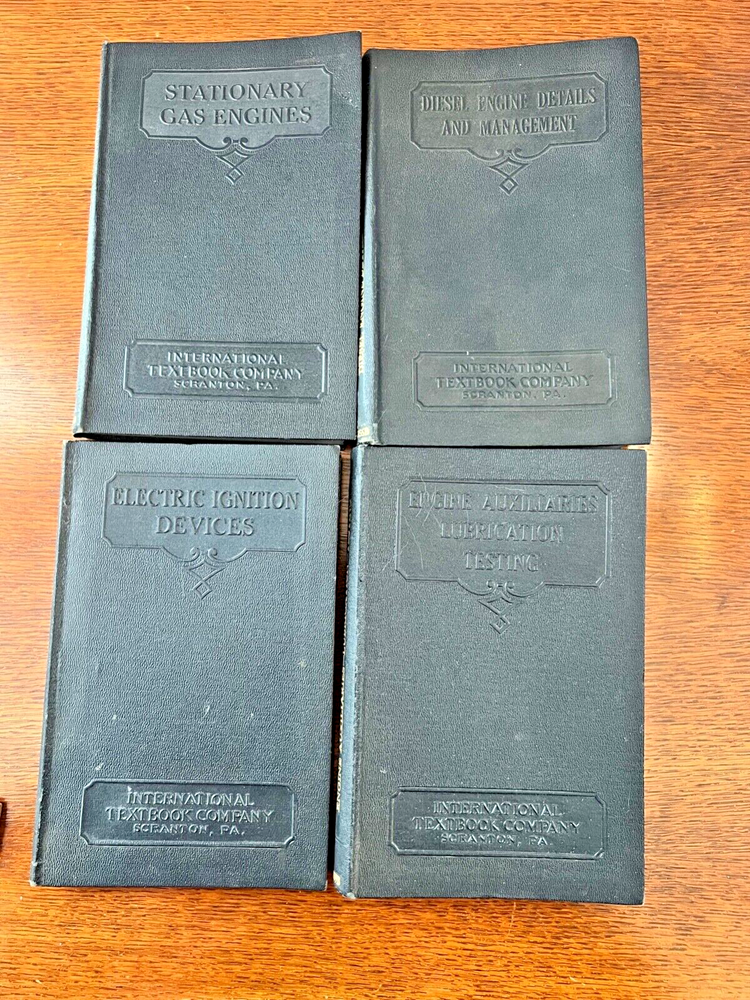 STATIONARY
GAS ENGINES
INTERNATIONAL
TEXTBOOK COMPANY
SCRANTON, PA.
DIESEL ENGINE DETAILS
AND MANAGEMENT
INTERNATIONAL
TEXTBOOK COMPANY
SCRANTON, PA.
ELECTRIC IGNITION
DEVICES
INTERNATIONAL
TEXTBOOK COMPANY
SCRANTON, PA.
ENGINE AUXILIARIES
LUBRICATION
TESTING
INTERNATIONAL
TEXTBOOK COMPANY
SCRANTON, PA.